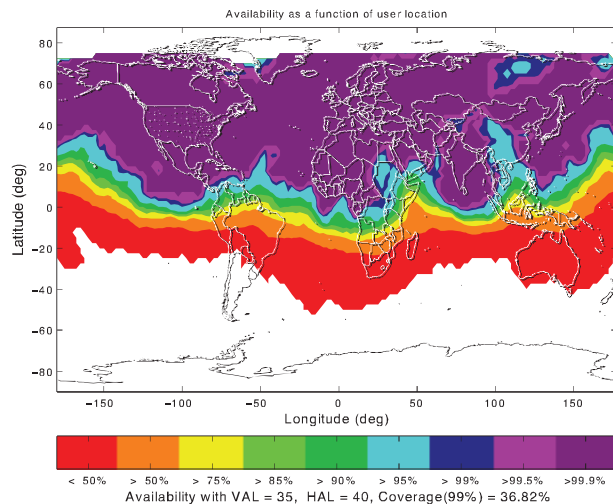 Availability as a function of user location
80
60
40
20
0
−20
−40
−60
−80
Latitude (deg)
−150 −100 −50 0 50 100 150
Longitude (deg)
< 50% > 50% > 75% > 85% > 90% > 95% > 99% >99.5% >99.9%
Availability with VAL = 35, HAL = 40, Coverage(99%) = 36.82%